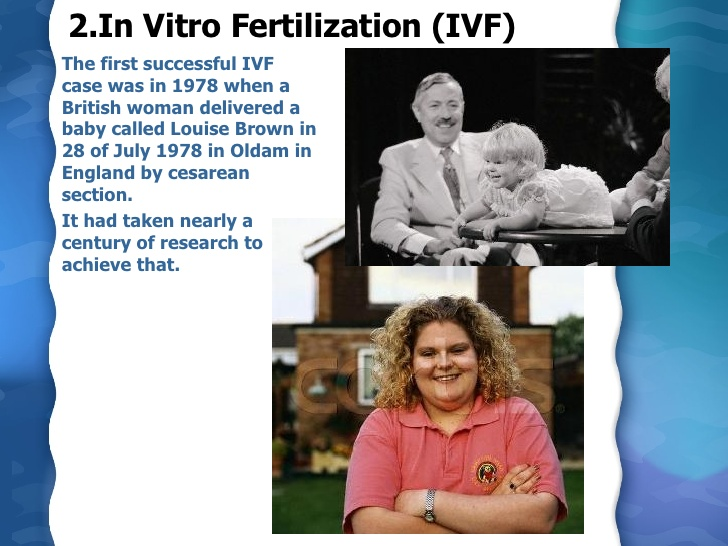 2.In Vitro Fertilization (IVF)
The first successful IVF
case was in 1978 when a
British woman delivered a
baby called Louise Brown in
28 of July 1978 in Oldam in
England by cesarean
section.
It had taken nearly a
century of research to
achieve that.